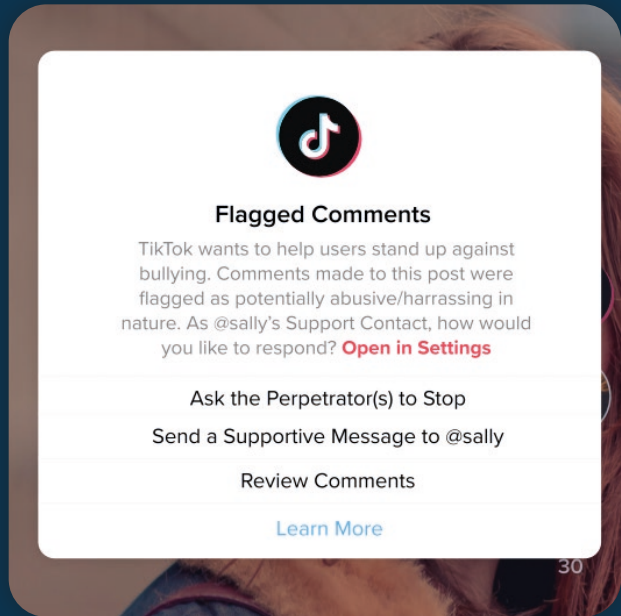 Flagged Comments
TikTok wants to help users stand up against
bullying. Comments made to this post were
flagged as potentially abusive/harrassing in
nature. As @sally's Support Contact, how would
you like to respond? Open in Settings
Ask the Perpetrator(s) to Stop
Send a Supportive Message to @sally
Review Comments
Learn More
30